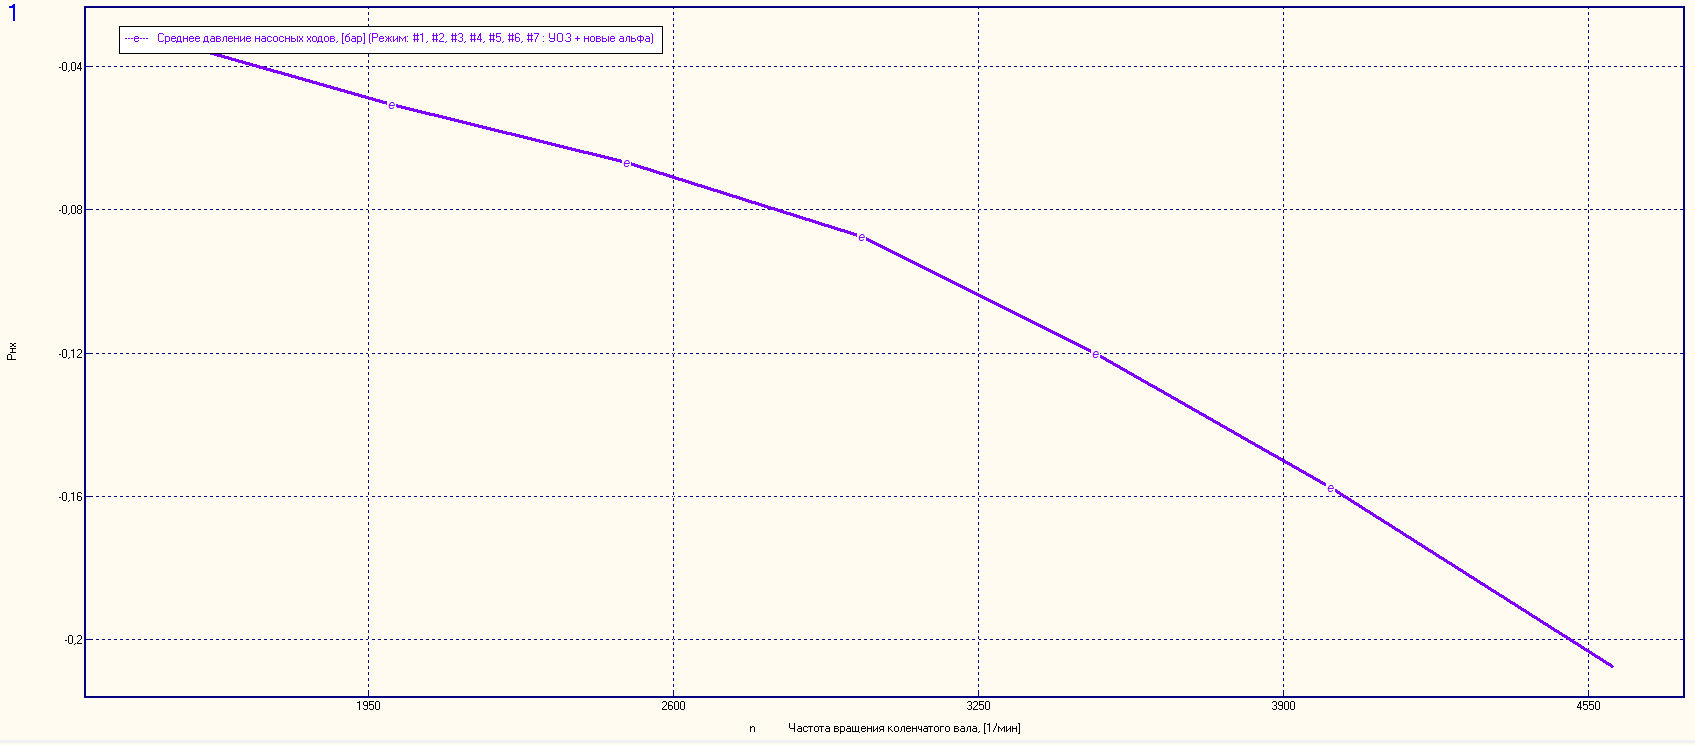 1
---e--- Среднее давление насосных ходов, [бар] (Режим: #1, #2, #3, #4, #5, #6, #7 : УОЗ + новые альфа)
-0,04
e
e
-0,08
e
Рнх
-0,12
e
-0,16
e
-0,2
1950 2600 3250 3900 4550
n Частота вращения коленчатого вала, [1/мин]